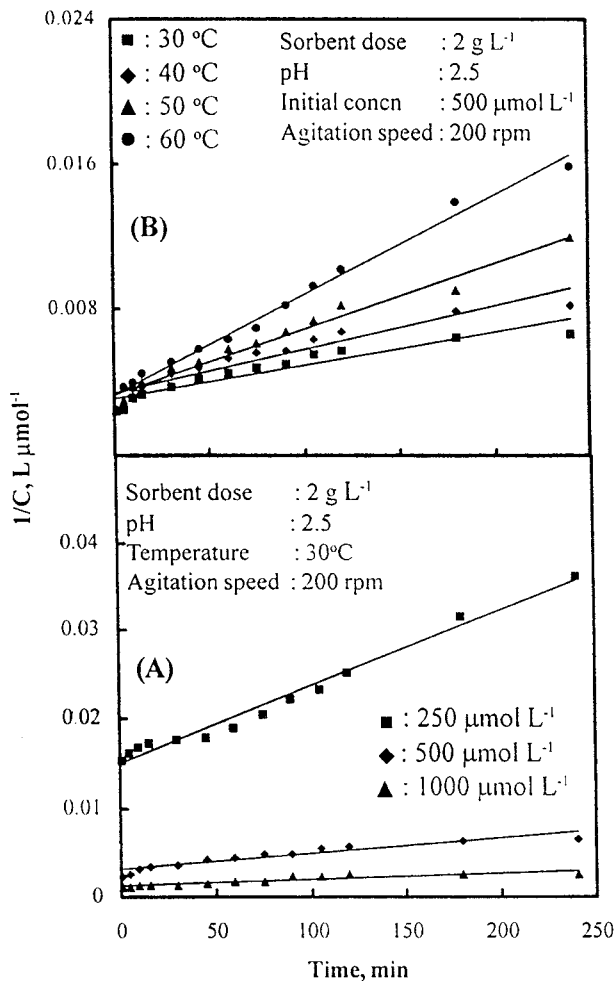 0.024
■ : 30 °C
◆ : 40 °C
▲ : 50 °C
● : 60 °C
Sorbent dose : 2 g L⁻¹
pH : 2.5
Initial concn : 500 µmol L⁻¹
Agitation speed : 200 rpm
0.016
(B)
0.008
1/C, L µmol⁻¹
Sorbent dose : 2 g L⁻¹
pH : 2.5
Temperature : 30°C
Agitation speed : 200 rpm
0.04
0.03
(A)
0.02
■ : 250 µmol L⁻¹
◆ : 500 µmol L⁻¹
▲ : 1000 µmol L⁻¹
0.01
0
0 50 100 150 200 250
Time, min